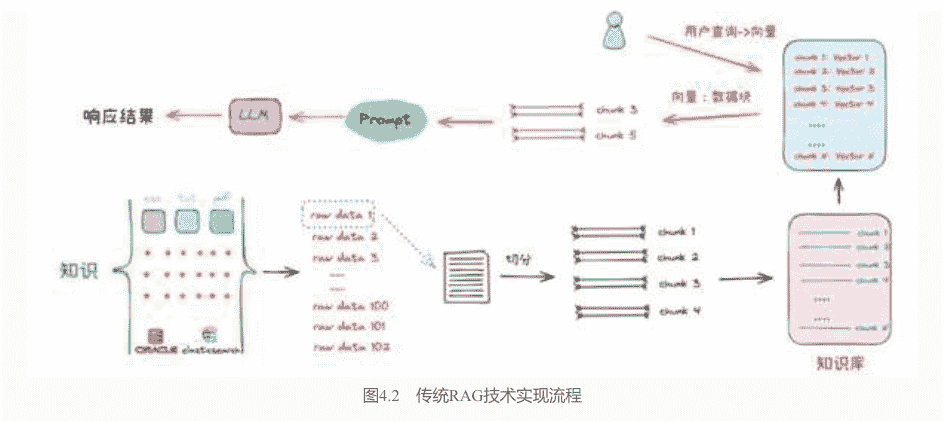 用户查询->向量
chunk 1: Vector 1
chunk 2: Vector 2
chunk 3: Vector 3
chunk 4: Vector 4
....
....
chunk n: Vector n
向量：数据块
chunk 3
chunk 5
Prompt
LLM
响应结果
知识
ORACLE elasticsearch
raw data 1
raw data 2
raw data 3
....
....
raw data 100
raw data 101
raw data 102
切分
chunk 1
chunk 2
chunk 3
chunk 4
chunk 1
chunk 2
chunk 3
chunk 4
....
....
知识库
图4.2 传统RAG技术实现流程